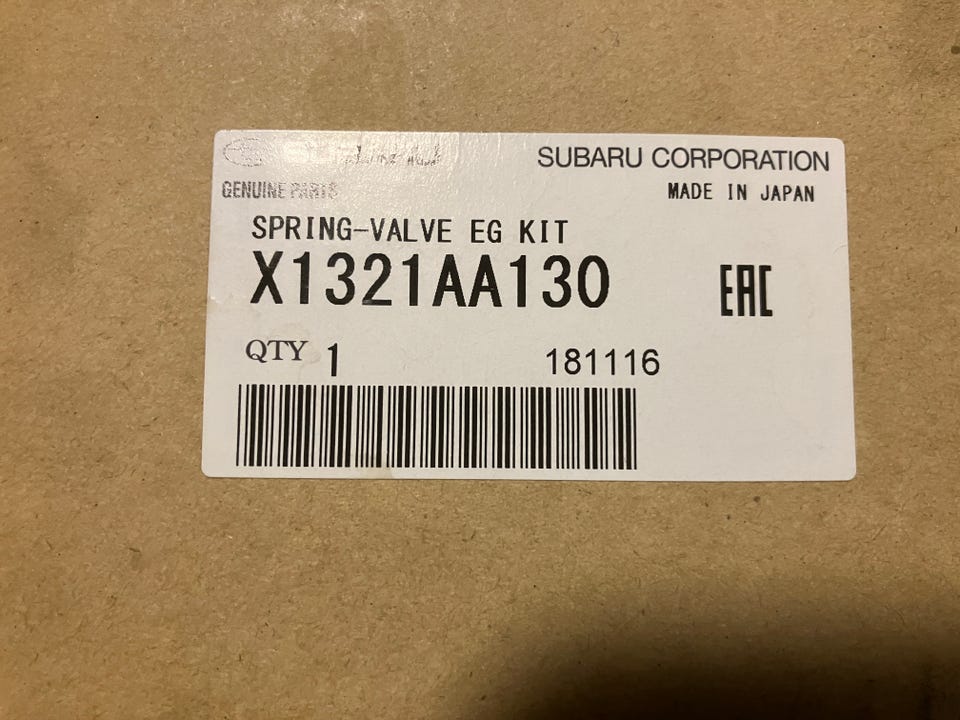 SUBARU CORPORATION
GENUINE PARTS
MADE IN JAPAN
SPRING-VALVE EG KIT
X1321AA130
EAC
QTY 1
181116